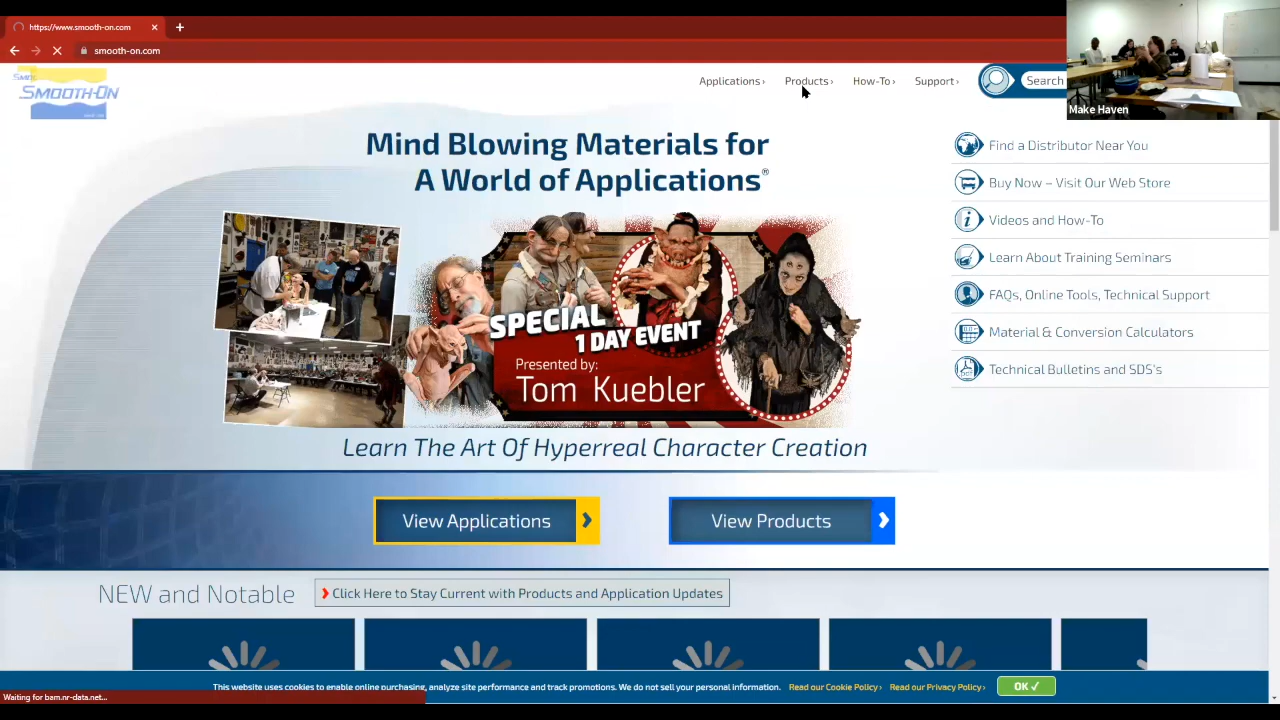 https://www.smooth-on.com
smooth-on.com
SMOOTH-ON
Applications ›
Products ›
How-To ›
Support ›
Search
Make Haven
Mind Blowing Materials for
A World of Applications®
SPECIAL
1 DAY EVENT
Presented by:
Tom Kuebler
Learn The Art Of Hyperreal Character Creation
Find a Distributor Near You
Buy Now – Visit Our Web Store
Videos and How-To
Learn About Training Seminars
FAQs, Online Tools, Technical Support
Material & Conversion Calculators
Technical Bulletins and SDS's
View Applications
View Products
NEW and Notable
Click Here to Stay Current with Products and Application Updates
This website uses cookies to enable online purchasing, analyze site performance and track promotions. We do not sell your personal information. Read our Cookie Policy › Read our Privacy Policy › OK ✓
Waiting for bam.nr-data.net...